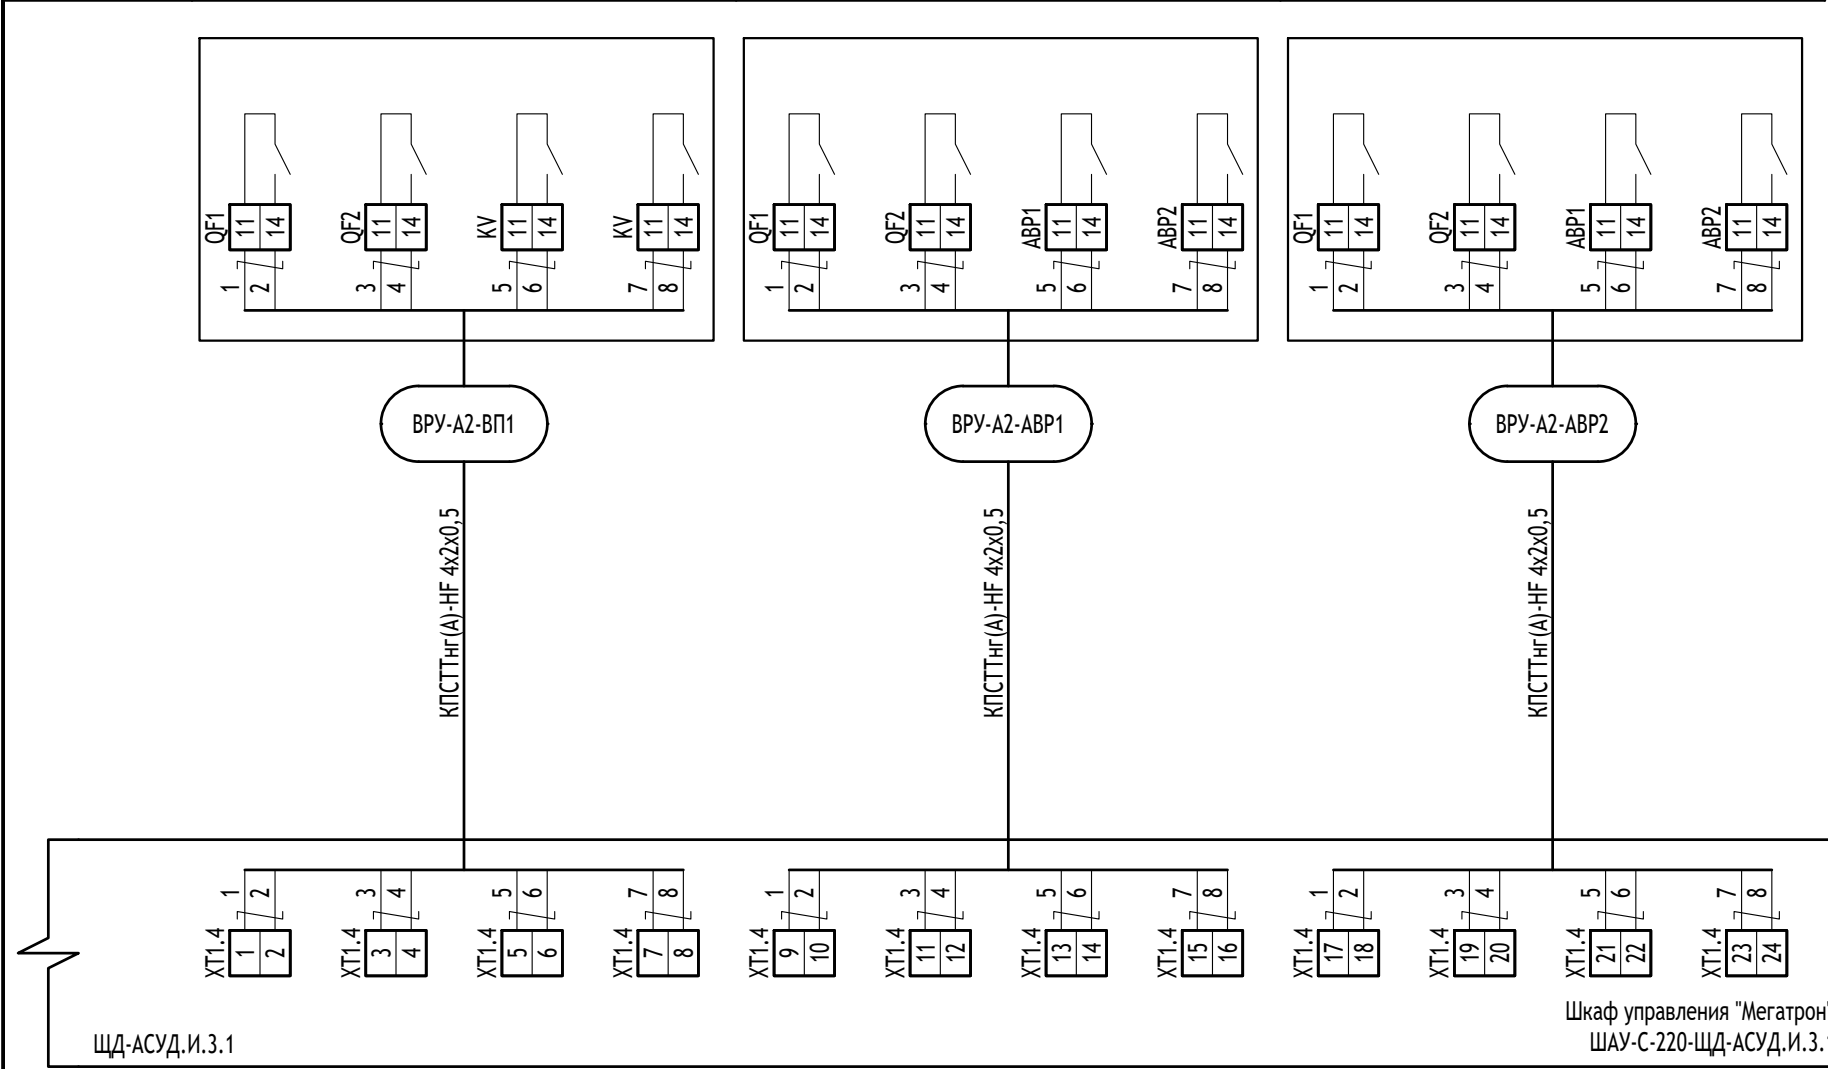 QF1 11 14
QF2 11 14
KV 11 14
KV 11 14
QF1 11 14
QF2 11 14
АВР1 11 14
АВР2 11 14
QF1 11 14
QF2 11 14
АВР1 11 14
АВР2 11 14
1 2 3 4 5 6 7 8
1 2 3 4 5 6 7 8
1 2 3 4 5 6 7 8
ВРУ-А2-ВП1
ВРУ-А2-АВР1
ВРУ-А2-АВР2
КПСТТнг(А)-HF 4х2х0,5
КПСТТнг(А)-HF 4х2х0,5
КПСТТнг(А)-HF 4х2х0,5
1 2 3 4 5 6 7 8
1 2 3 4 5 6 7 8
1 2 3 4 5 6 7 8
XT1.4 1 2
XT1.4 3 4
XT1.4 5 6
XT1.4 7 8
XT1.4 9 10
XT1.4 11 12
XT1.4 13 14
XT1.4 15 16
XT1.4 17 18
XT1.4 19 20
XT1.4 21 22
XT1.4 23 24
Шкаф управления "Мегатрон"
ШАУ-С-220-ЩД-АСУД.И.3.1
ЩД-АСУД.И.3.1